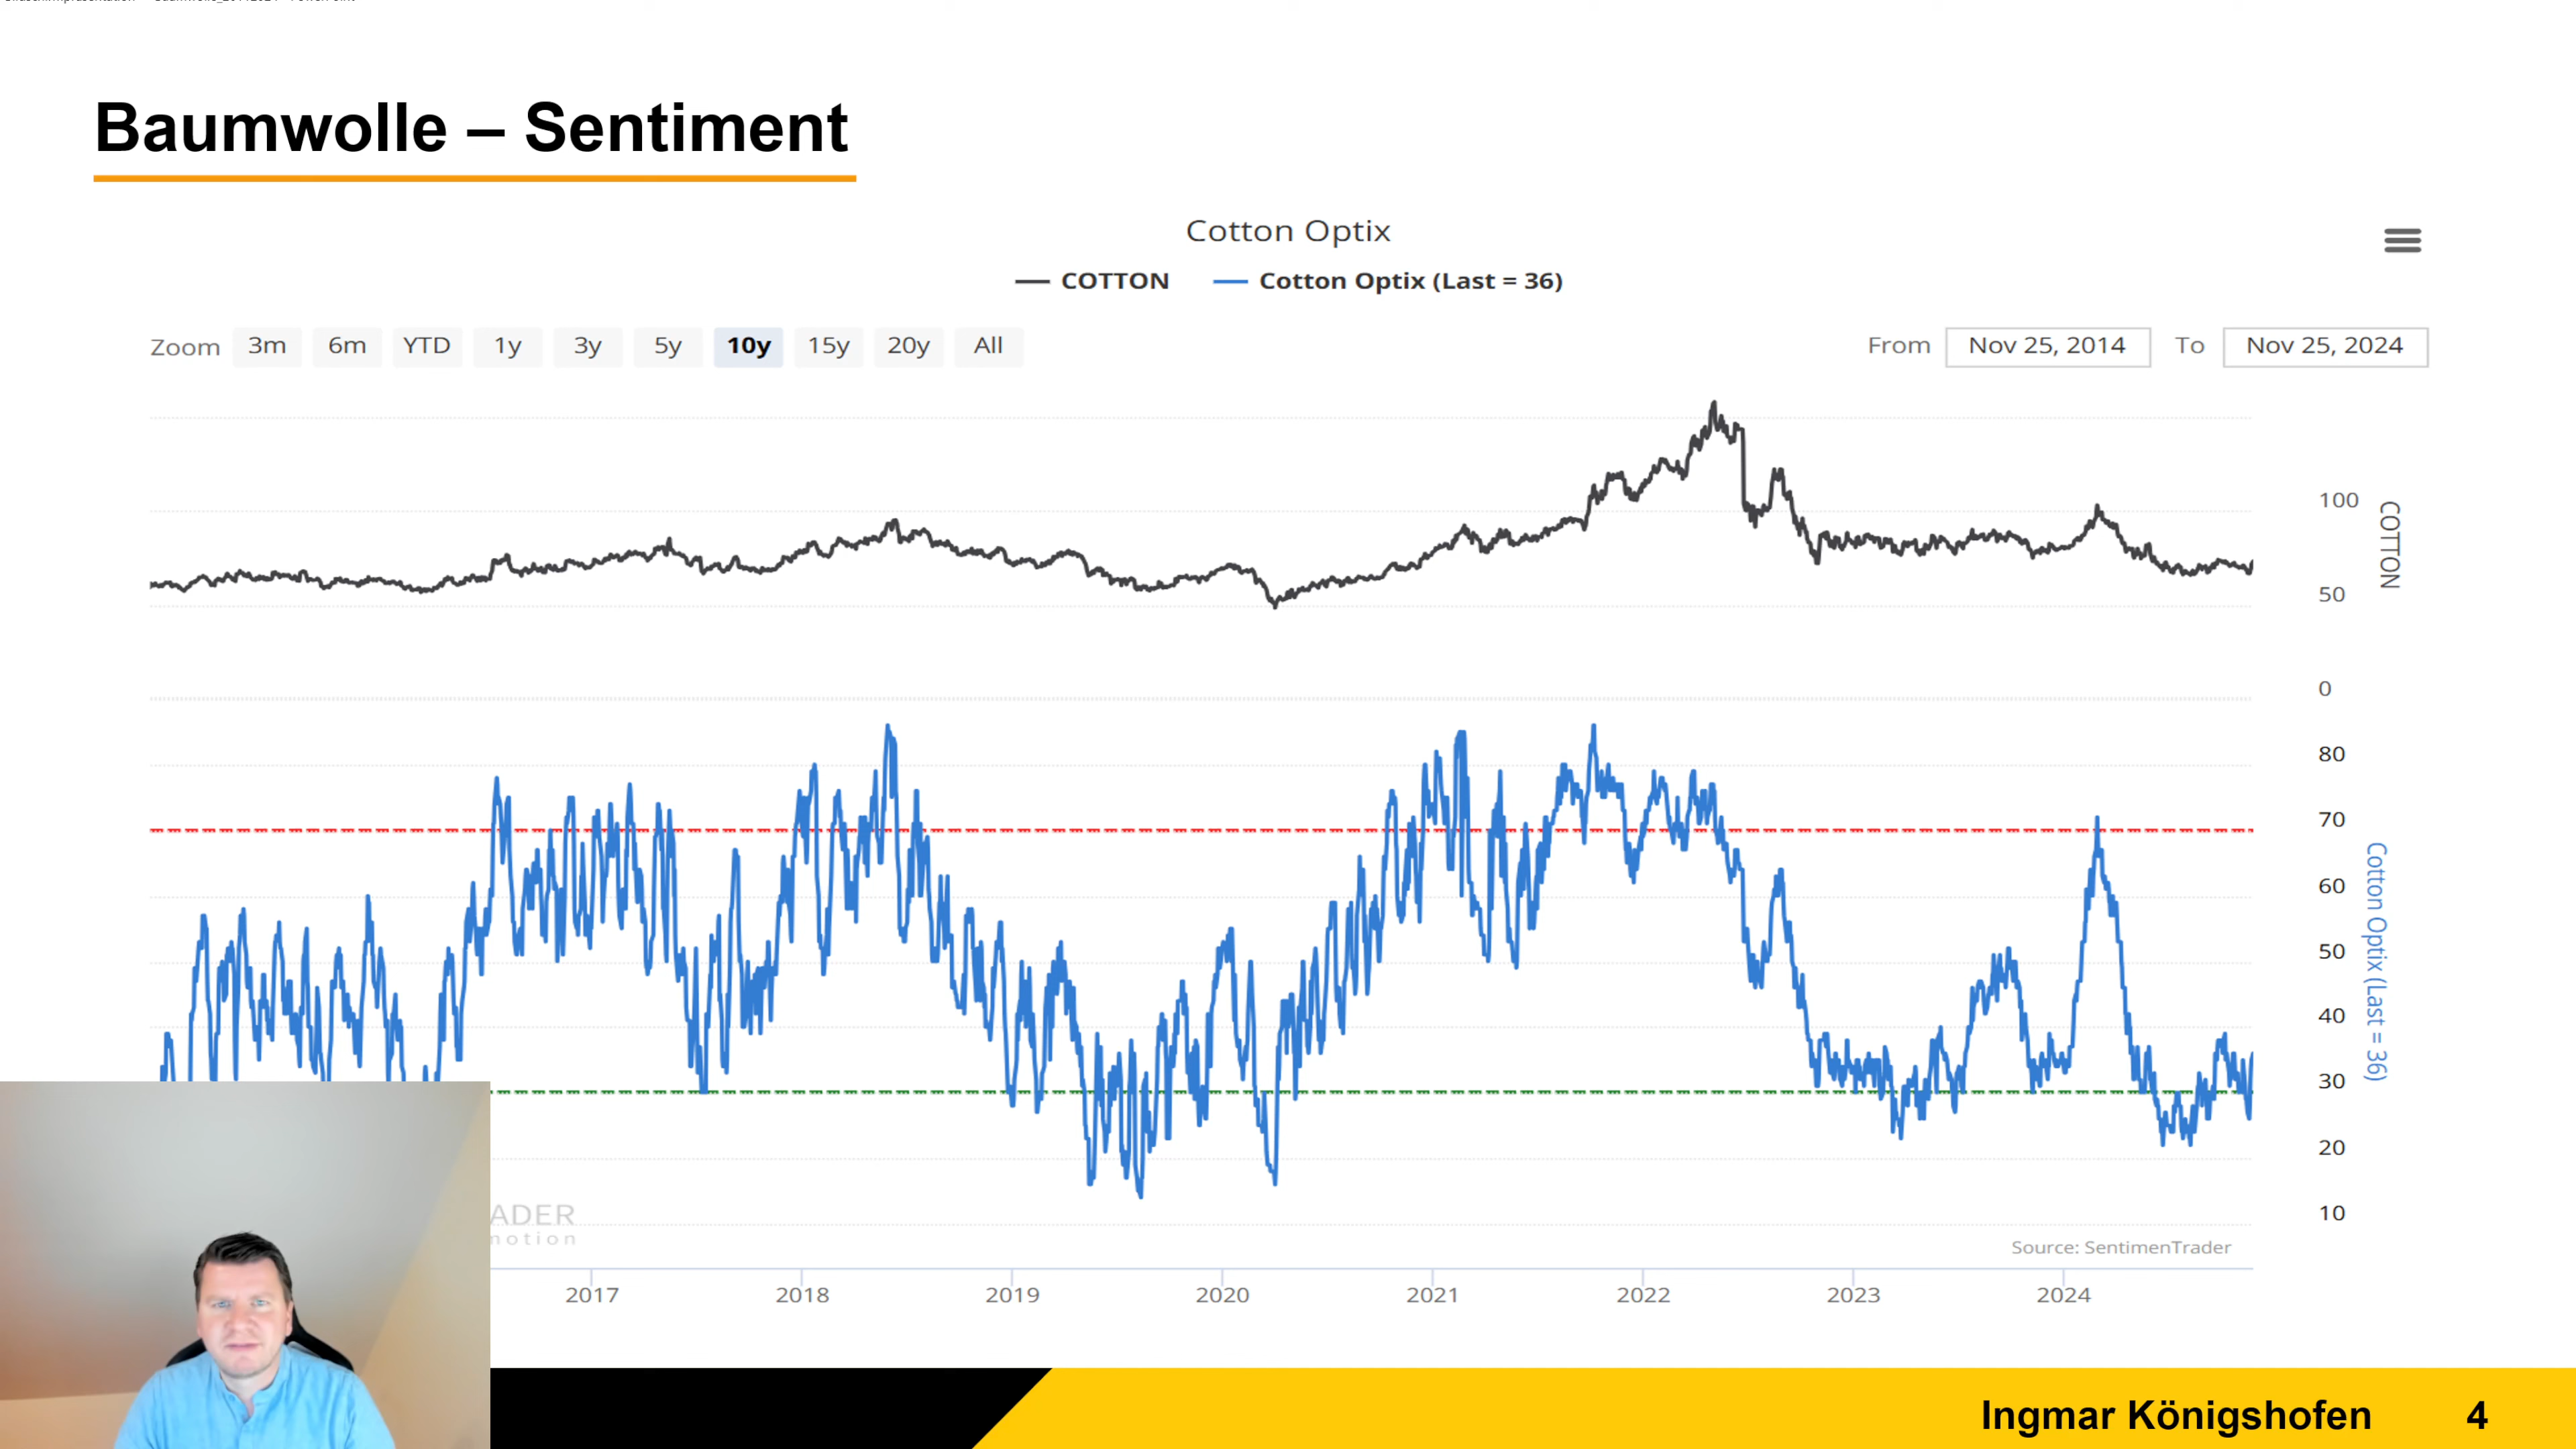 Baumwolle – Sentiment
Cotton Optix
COTTON Cotton Optix (Last = 36)
Zoom 3m 6m YTD 1y 3y 5y 10y 15y 20y All From Nov 25, 2014 To Nov 25, 2024
100
50
0
COTTON
80
70
60
50
40
30
20
10
Cotton Optix (Last = 36)
ADER
motion
Source: SentimenTrader
2017 2018 2019 2020 2021 2022 2023 2024
Ingmar Königshofen 4